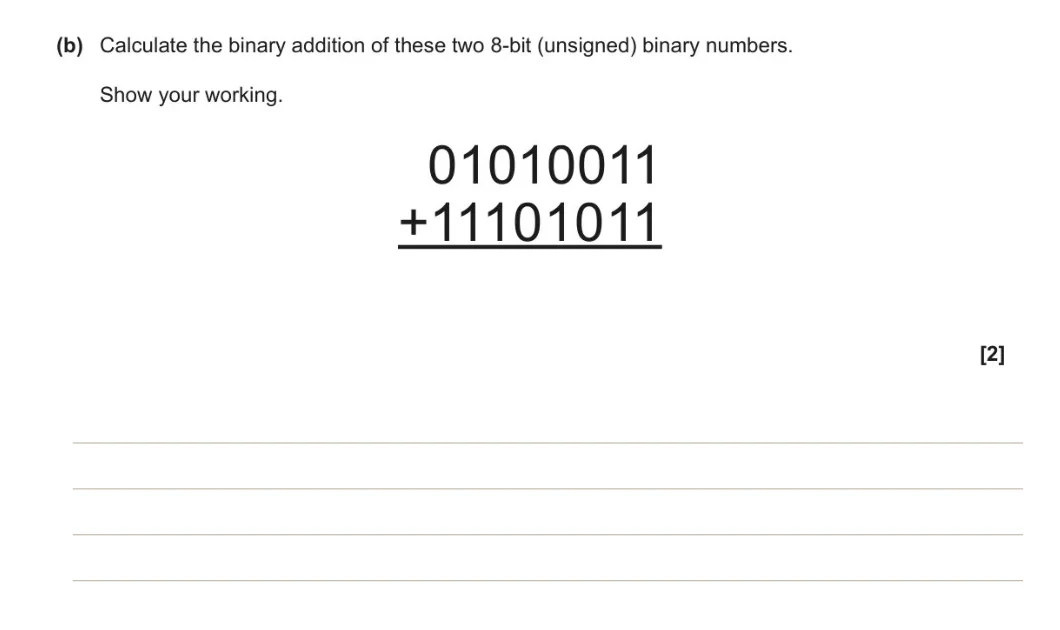 (b) Calculate the binary addition of these two 8-bit (unsigned) binary numbers.
Show your working.
01010011
+11101011
[2]